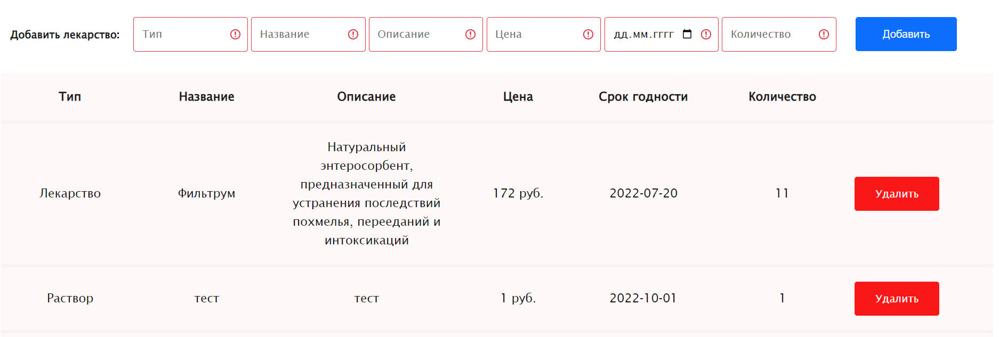 Добавить лекарство: Тип Название Описание Цена дд.мм.гггг Количество Добавить
Тип Название Описание Цена Срок годности Количество
Натуральный
энтеросорбент,
предназначенный для
Лекарство Фильтрум устранения последствий 172 руб. 2022-07-20 11 Удалить
похмелья, перееданий и
интоксикаций
Раствор тест тест 1 руб. 2022-10-01 1 Удалить